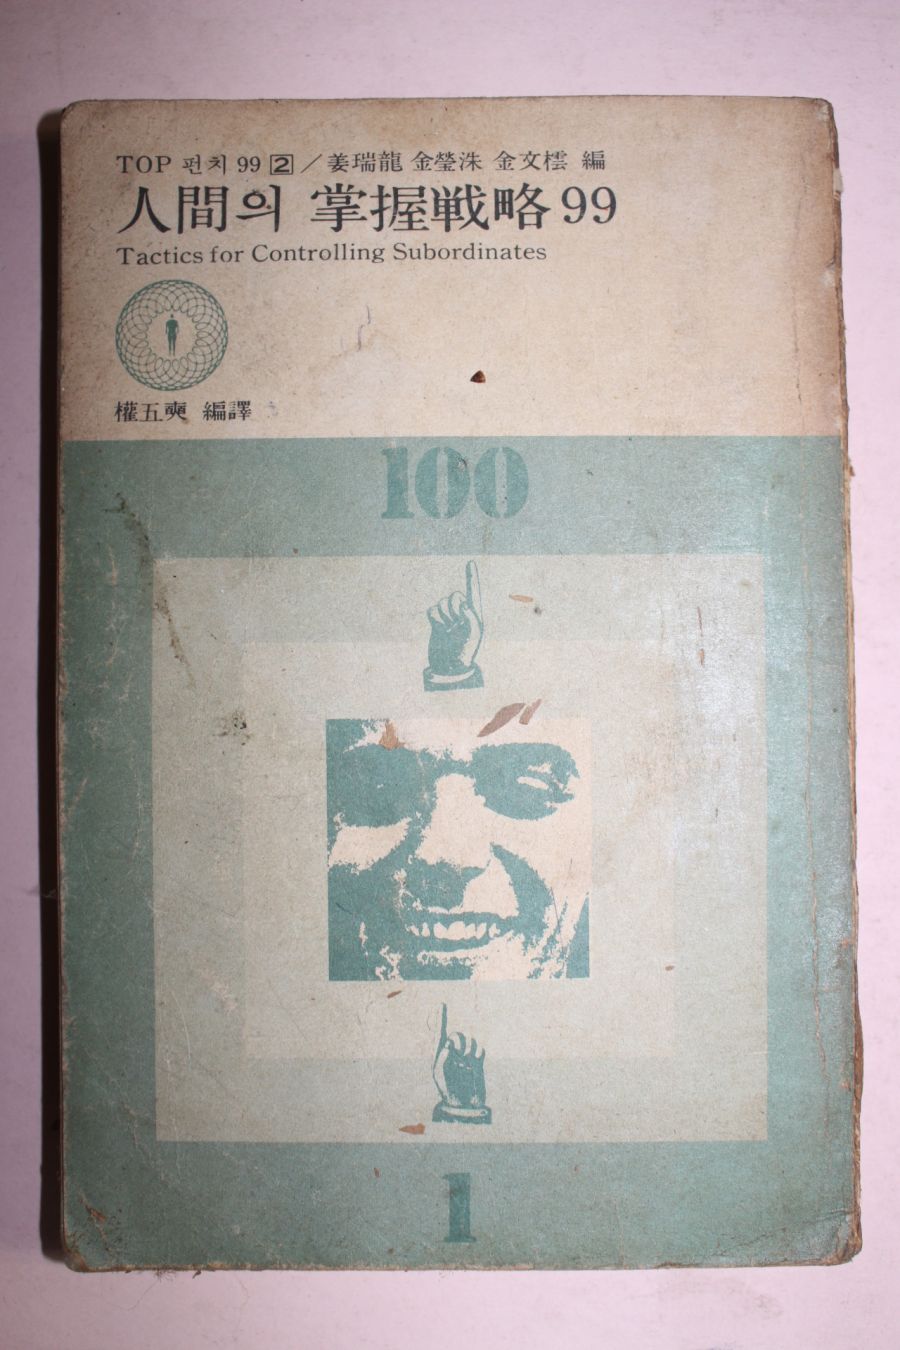 TOP 펀치 99 2 / 姜瑞龍 金瑩洙 金文橒 編
人間의 掌握戦略 99
Tactics for Controlling Subordinates
權五奭 編譯
100
1